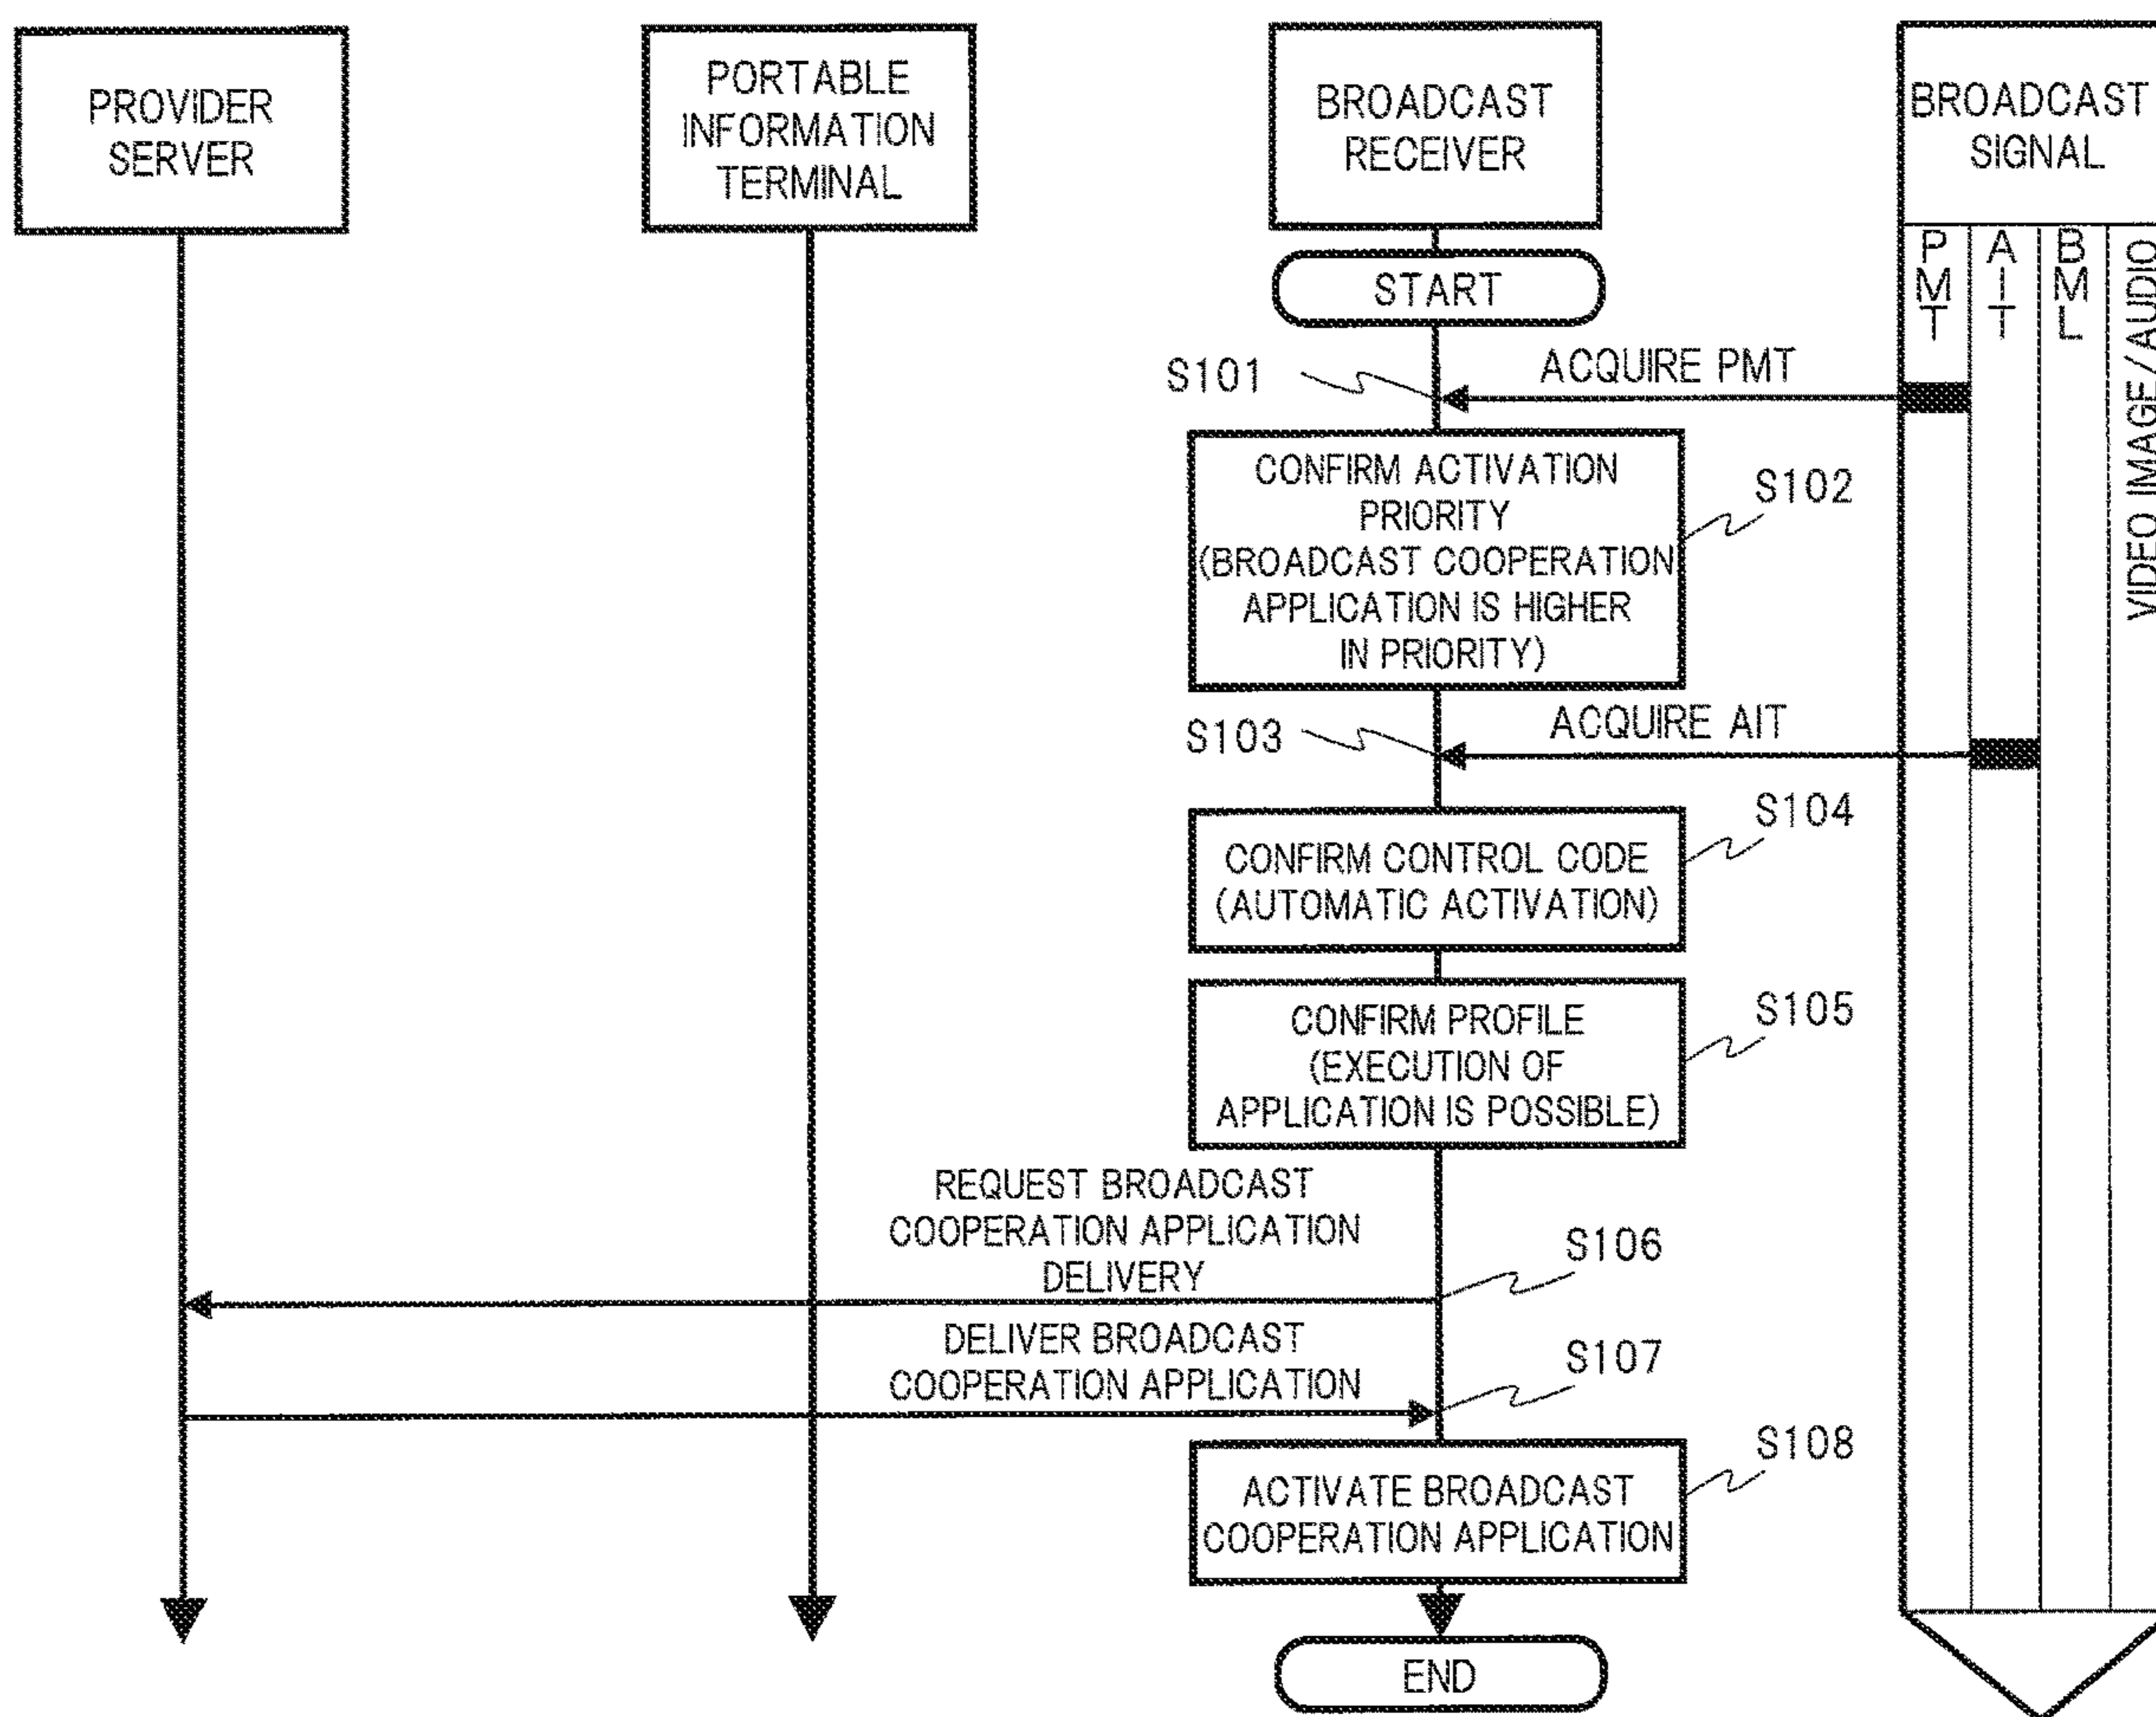 PROVIDER
SERVER
PORTABLE
INFORMATION
TERMINAL
BROADCAST
RECEIVER
BROADCAST
SIGNAL
PMT
AIT
BML
VIDEO IMAGE/AUDIO
START
S101
ACQUIRE PMT
CONFIRM ACTIVATION
PRIORITY
(BROADCAST COOPERATION
APPLICATION IS HIGHER
IN PRIORITY)
S102
S103
ACQUIRE AIT
S104
CONFIRM CONTROL CODE
(AUTOMATIC ACTIVATION)
S105
CONFIRM PROFILE
(EXECUTION OF
APPLICATION IS POSSIBLE)
REQUEST BROADCAST
COOPERATION APPLICATION
DELIVERY
S106
DELIVER BROADCAST
COOPERATION APPLICATION
S107
S108
ACTIVATE BROADCAST
COOPERATION APPLICATION
END